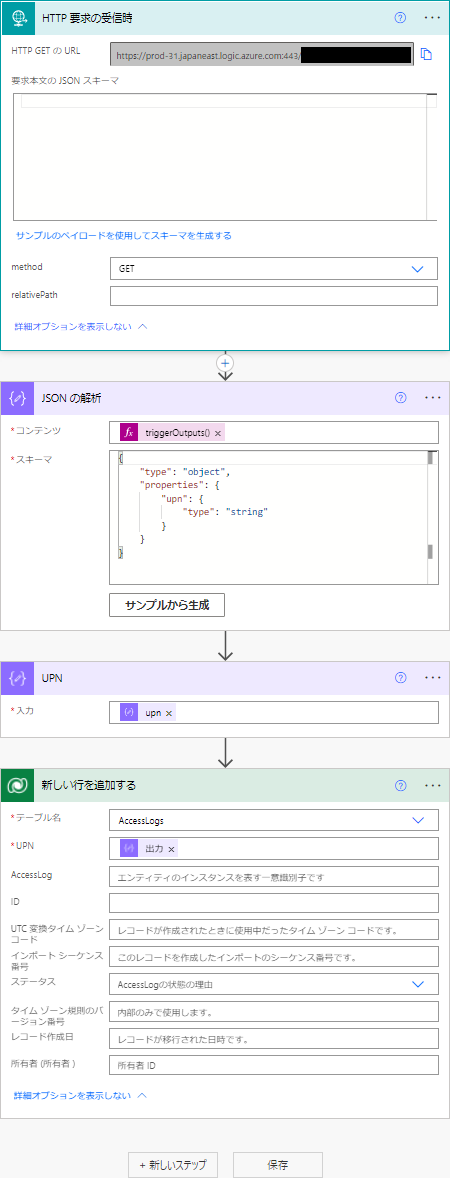 HTTP 要求の受信時
HTTP GET の URL
https://prod-31.japaneast.logic.azure.com:443/
要求本文の JSON スキーマ
サンプルのペイロードを使用してスキーマを生成する
method
GET
relativePath
詳細オプションを表示しない
JSON の解析
*コンテンツ
fx triggerOutputs() ×
*スキーマ
{
"type": "object",
"properties": {
"upn": {
"type": "string"
}
}
}
サンプルから生成
UPN
*入力
upn ×
新しい行を追加する
*テーブル名
AccessLogs
*UPN
出力 ×
AccessLog
エンティティのインスタンスを表す一意識別子です
ID
UTC 変換タイム ゾーン
コード
レコードが作成されたときに使用中だったタイム ゾーン コードです。
インポート シーケンス
番号
このレコードを作成したインポートのシーケンス番号です。
ステータス
AccessLogの状態の理由
タイム ゾーン規則のバ
ージョン番号
内部のみで使用します。
レコード作成日
レコードが移行された日時です。
所有者 (所有者 )
所有者 ID
詳細オプションを表示しない
+ 新しいステップ
保存